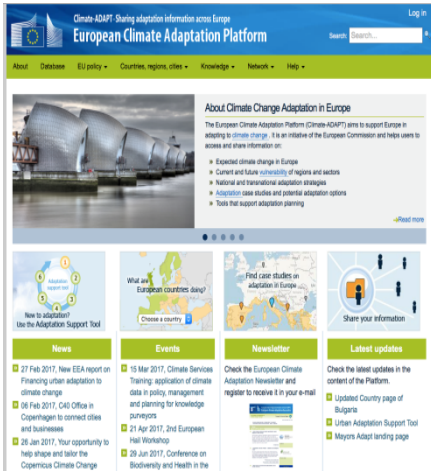 Log in
Climate-ADAPT- Sharing adaptation information across Europe
European Climate Adaptation Platform
Search: Search...
About Database EU policy Countries, regions, cities Knowledge Network Help
About Climate Change Adaptation in Europe
The European Climate Adaptation Platform (Climate-ADAPT) aims to support Europe in
adapting to climate change . It is an initiative of the European Commission and helps users to
access and share information on:
Expected climate change in Europe
Current and future vulnerability of regions and sectors
National and transnational adaptation strategies
Adaptation case studies and potential adaptation options
Tools that support adaptation planning
Read more
1
2
3
4
5
6
Adaptation
support tool
New to adaptation?
Use the Adaptation Support Tool
What are
European countries doing?
Choose a country
Find case studies on
adaptation in Europe
Share your information
News
27 Feb 2017, New EEA report on
Financing urban adaptation to
climate change
06 Feb 2017, C40 Office in
Copenhagen to connect cities
and businesses
26 Jan 2017, Your opportunity to
help shape and tailor the
Copernicus Climate Change
Events
15 Mar 2017, Climate Services
Training: application of climate
data in policy, management
and planning for knowledge
purveyors
21 Apr 2017, 2nd European
Hail Workshop
29 Jun 2017, Conference on
Biodiversity and Health in the
Newsletter
Check the European Climate
Adaptation Newsletter and
register to receive it in your e-mail
Latest updates
Check the latest updates in the
content of the Platform.
Updated Country page of
Bulgaria
Urban Adaptation Support Tool
Mayors Adapt landing page